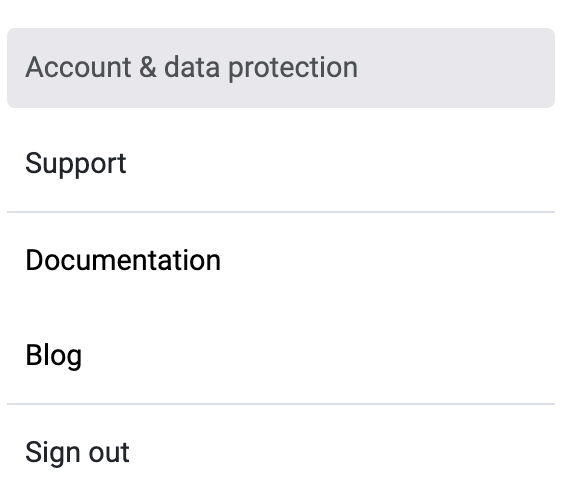 Account & data protection
Support
Documentation
Blog
Sign out